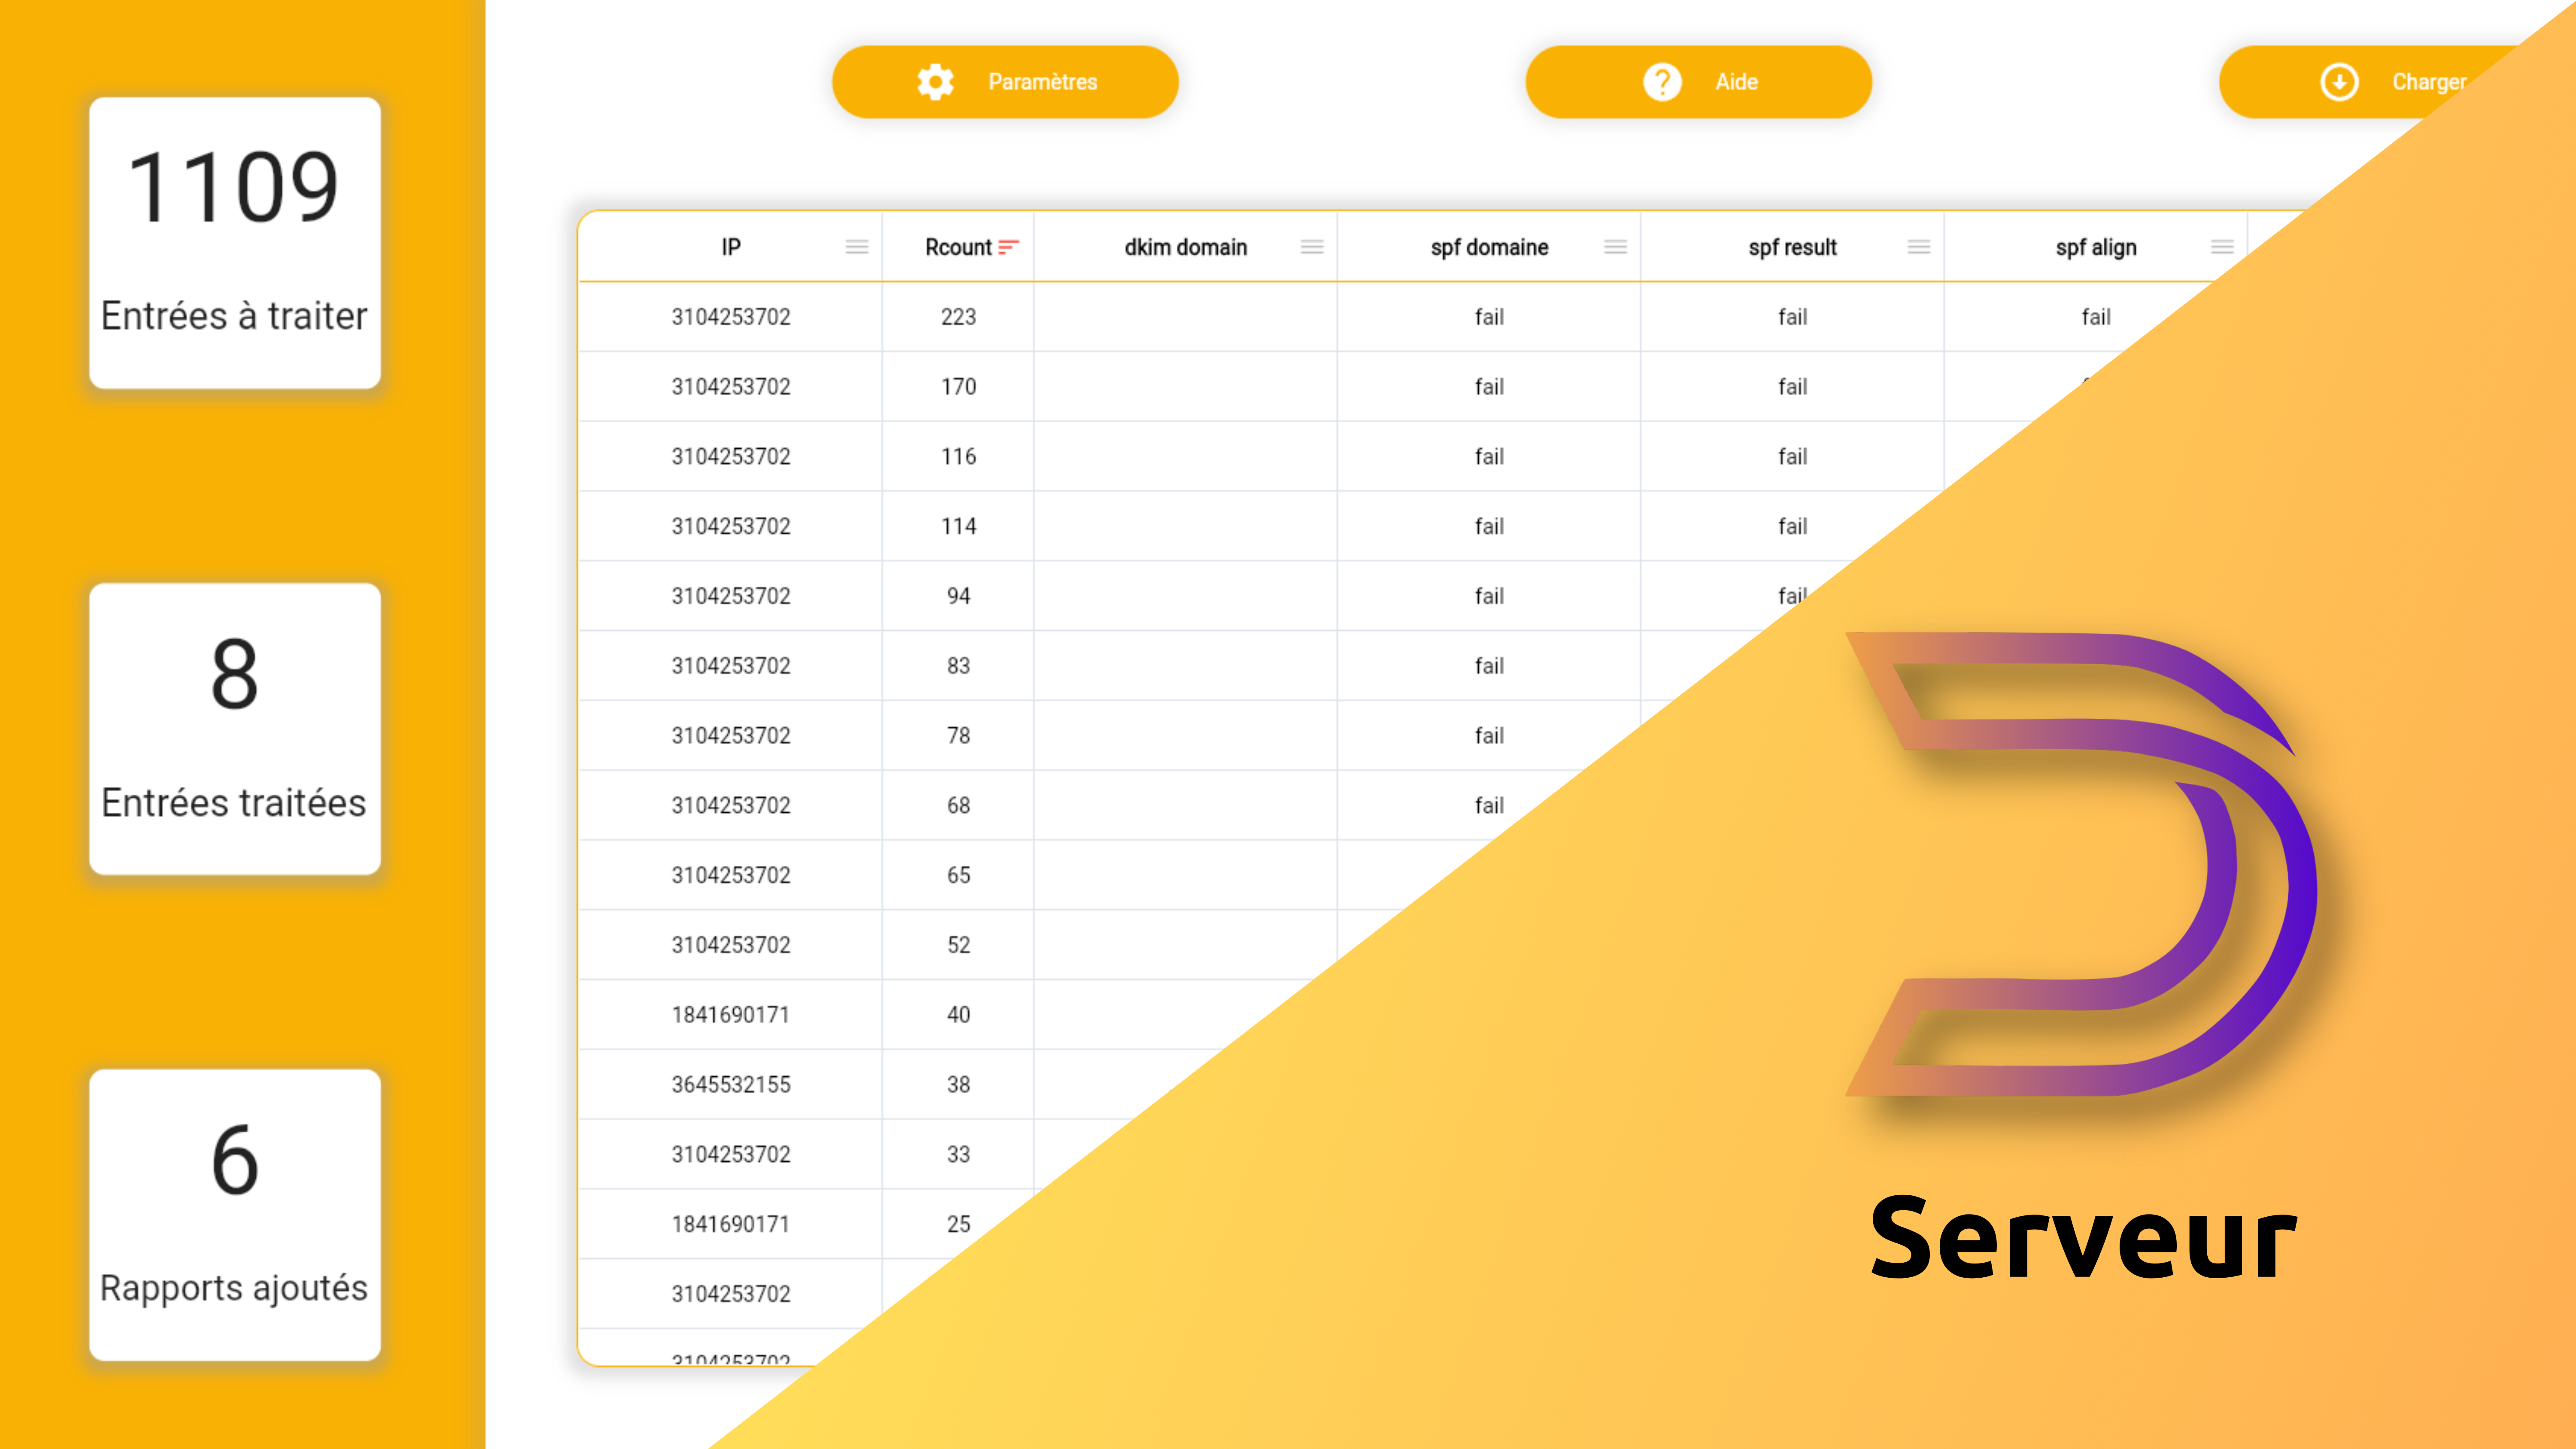 1109
Entrées à traiter
8
Entrées traitées
6
Rapports ajoutés
Paramètres Aide Charger
IP Rcount dkim domain spf domaine spf result spf align
3104253702 223 fail fail fail
3104253702 170 fail fail
3104253702 116 fail fail
3104253702 114 fail fail
3104253702 94 fail fail
3104253702 83 fail
3104253702 78 fail
3104253702 68 fail
3104253702 65
3104253702 52
1841690171 40
3645532155 38
3104253702 33
1841690171 25
3104253702
3104253702
Serveur